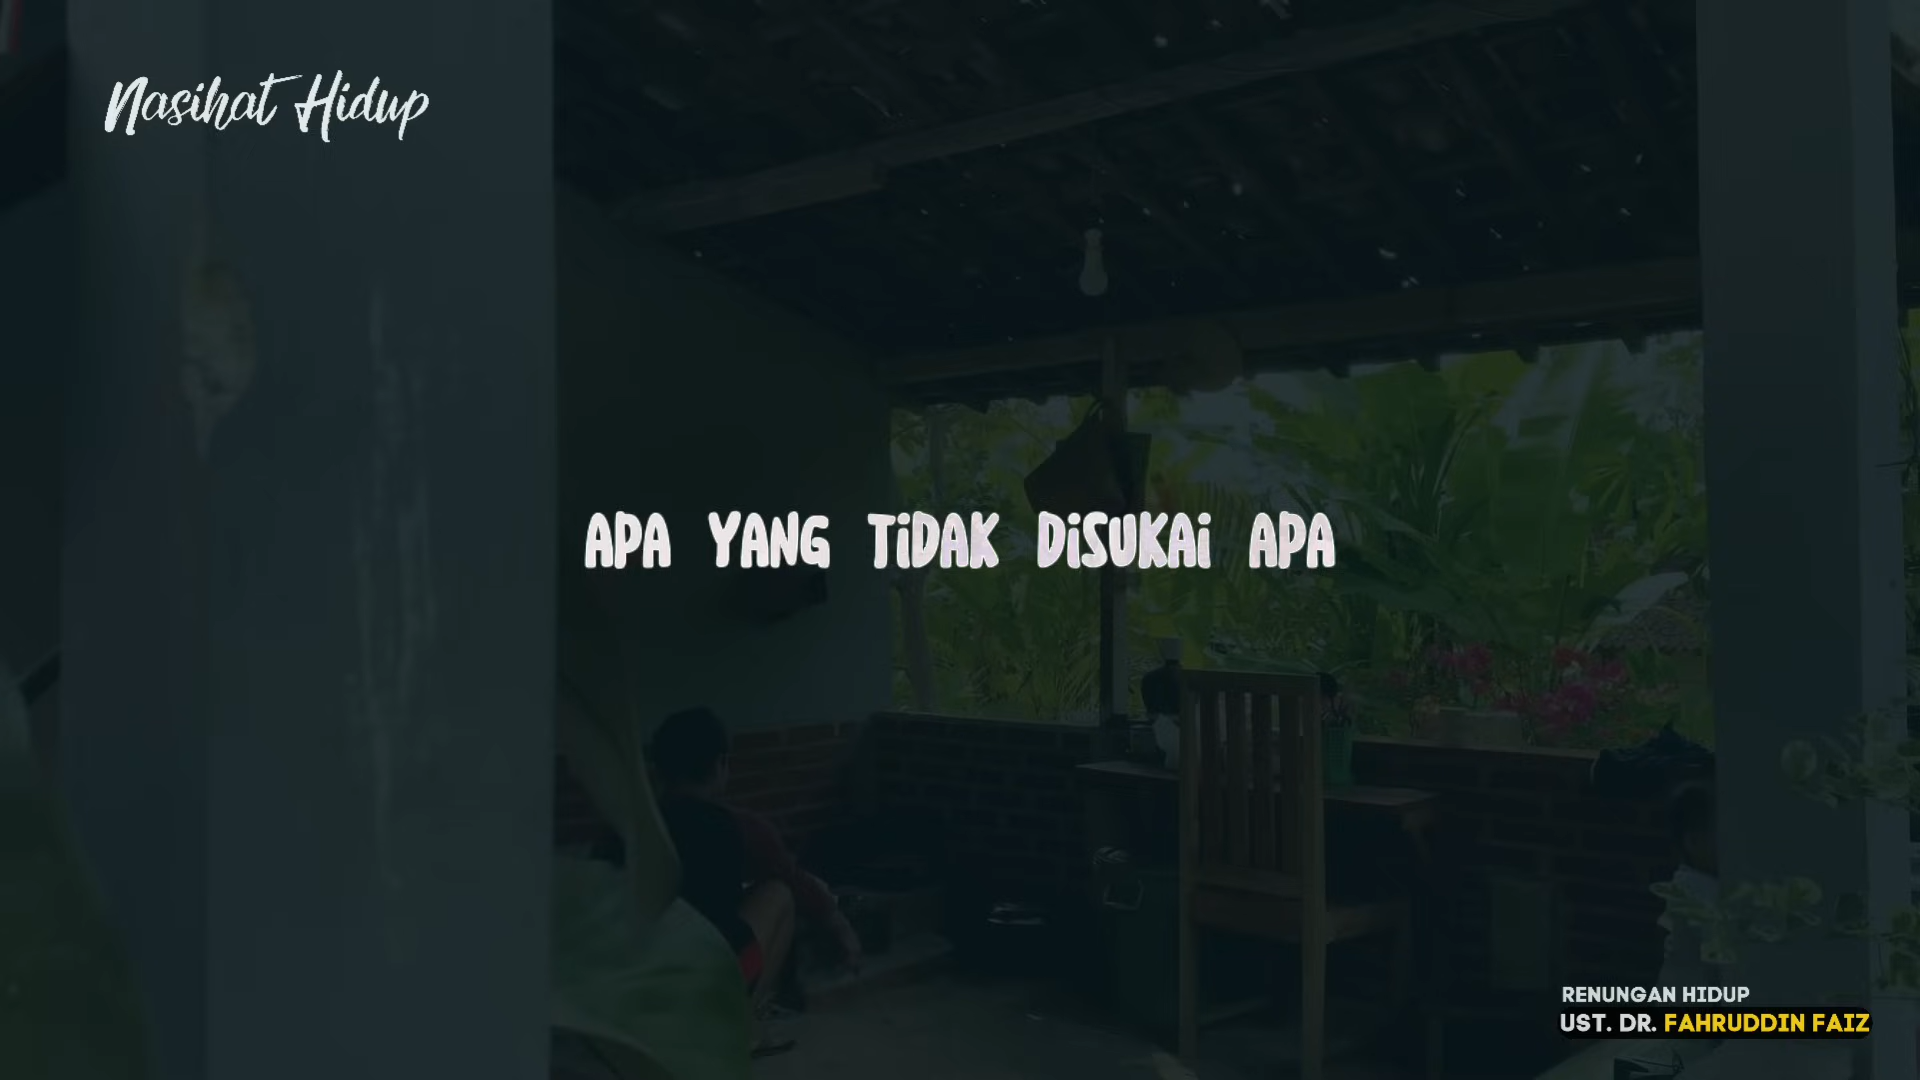 Nasihat Hidup
APA YANG TiDAK DiSUKAi APA
RENUNGAN HIDUP
UST. DR. FAHRUDDIN FAIZ